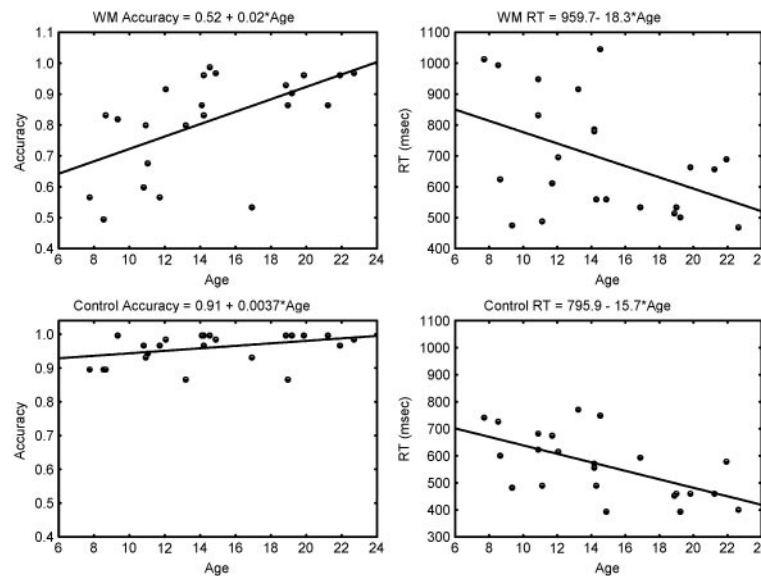 WM Accuracy = 0.52 + 0.02*Age
1.1
1.0
0.9
0.8
0.7
0.6
0.5
0.4
Accuracy
6 8 10 12 14 16 18 20 22 24
Age
WM RT = 959.7- 18.3*Age
1100
1000
900
800
700
600
500
400
RT (msec)
6 8 10 12 14 16 18 20 22 24
Age
Control Accuracy = 0.91 + 0.0037*Age
1.0
0.9
0.8
0.7
0.6
0.5
0.4
Accuracy
6 8 10 12 14 16 18 20 22 24
Age
Control RT = 795.9 - 15.7*Age
1100
1000
900
800
700
600
500
400
300
RT (msec)
6 8 10 12 14 16 18 20 22 24
Age